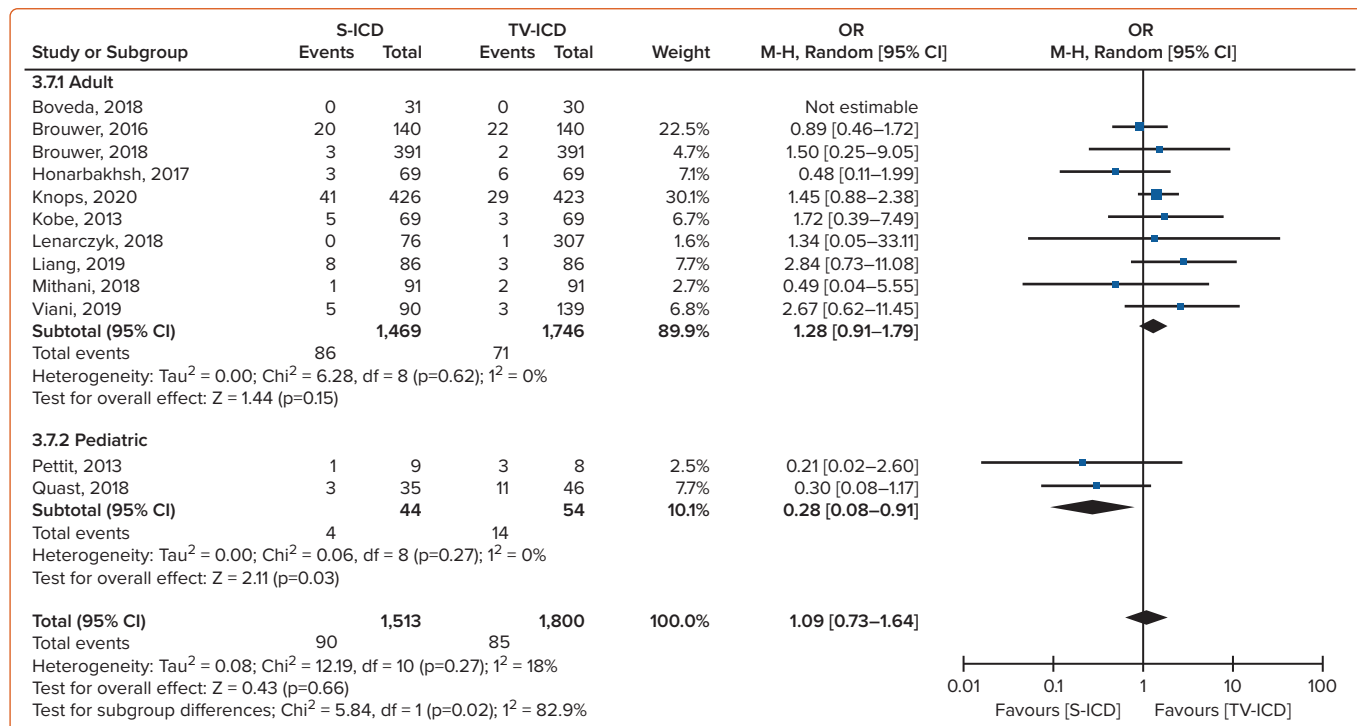 S-ICD TV-ICD OR OR
Study or Subgroup Events Total Events Total Weight M-H, Random [95% CI] M-H, Random [95% CI]
3.7.1 Adult
Boveda, 2018 0 31 0 30 Not estimable
Brouwer, 2016 20 140 22 140 22.5% 0.89 [0.46–1.72]
Brouwer, 2018 3 391 2 391 4.7% 1.50 [0.25–9.05]
Honarbakhsh, 2017 3 69 6 69 7.1% 0.48 [0.11–1.99]
Knops, 2020 41 426 29 423 30.1% 1.45 [0.88–2.38]
Kobe, 2013 5 69 3 69 6.7% 1.72 [0.39–7.49]
Lenarczyk, 2018 0 76 1 307 1.6% 1.34 [0.05–33.11]
Liang, 2019 8 86 3 86 7.7% 2.84 [0.73–11.08]
Mithani, 2018 1 91 2 91 2.7% 0.49 [0.04–5.55]
Viani, 2019 5 90 3 139 6.8% 2.67 [0.62–11.45]
Subtotal (95% CI) 1,469 1,746 89.9% 1.28 [0.91–1.79]
Total events 86 71
Heterogeneity: Tau² = 0.00; Chi² = 6.28, df = 8 (p=0.62); 1² = 0%
Test for overall effect: Z = 1.44 (p=0.15)
3.7.2 Pediatric
Pettit, 2013 1 9 3 8 2.5% 0.21 [0.02–2.60]
Quast, 2018 3 35 11 46 7.7% 0.30 [0.08–1.17]
Subtotal (95% CI) 44 54 10.1% 0.28 [0.08–0.91]
Total events 4 14
Heterogeneity: Tau² = 0.00; Chi² = 0.06, df = 8 (p=0.27); 1² = 0%
Test for overall effect: Z = 2.11 (p=0.03)
Total (95% CI) 1,513 1,800 100.0% 1.09 [0.73–1.64]
Total events 90 85
Heterogeneity: Tau² = 0.08; Chi² = 12.19, df = 10 (p=0.27); 1² = 18%
Test for overall effect: Z = 0.43 (p=0.66)
Test for subgroup differences; Chi² = 5.84, df = 1 (p=0.02); 1² = 82.9%
0.01 0.1 1 10 100
Favours [S-ICD] Favours [TV-ICD]